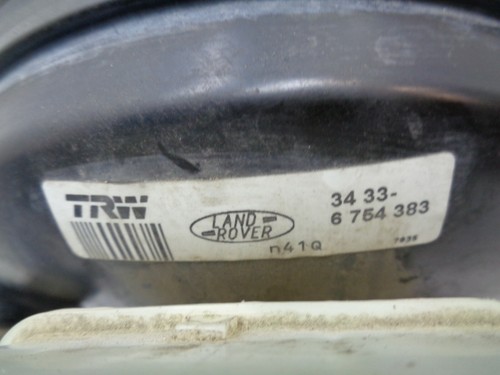 TRW
LAND
ROVER
n41Q
34 33-
6 754 383